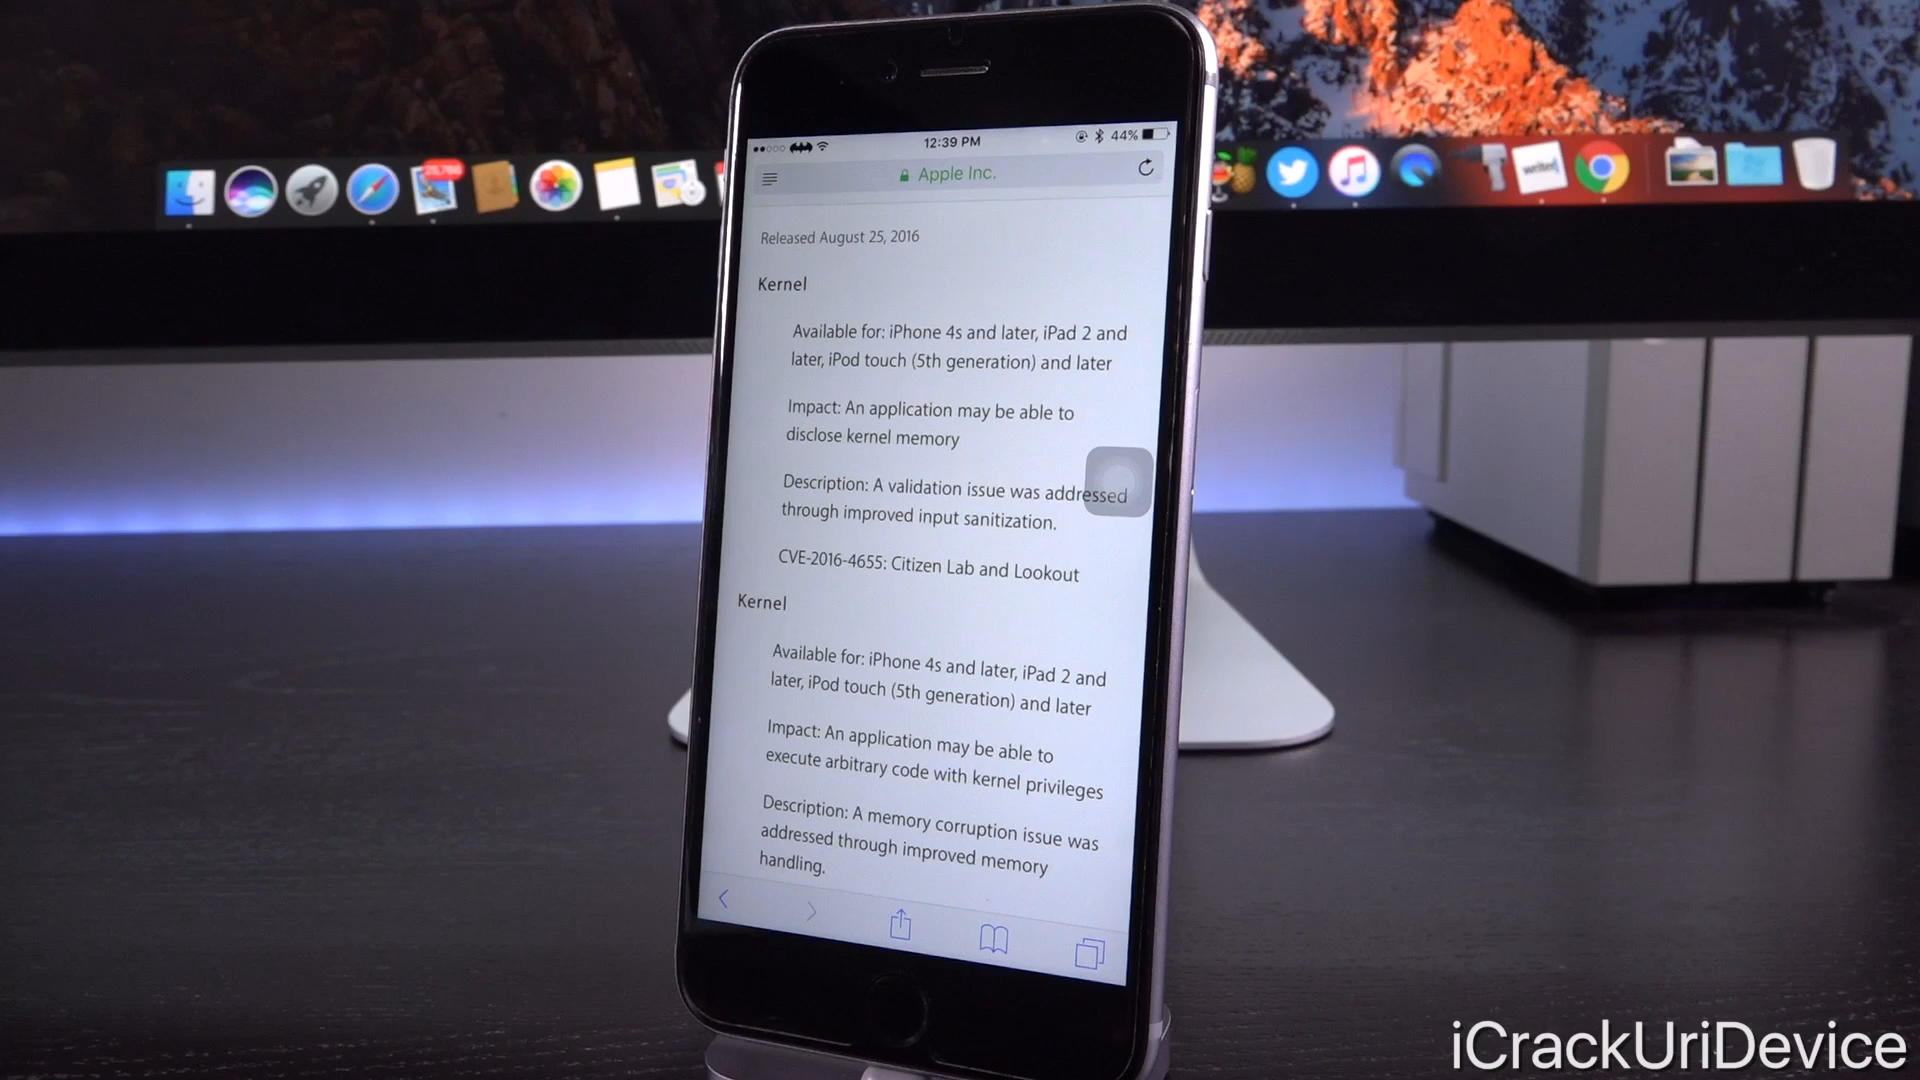 12:39 PM
44%
Apple Inc.
Released August 25, 2016
Kernel
Available for: iPhone 4s and later, iPad 2 and
later, iPod touch (5th generation) and later
Impact: An application may be able to
disclose kernel memory
Description: A validation issue was addressed
through improved input sanitization.
CVE-2016-4655: Citizen Lab and Lookout
Kernel
Available for: iPhone 4s and later, iPad 2 and
later, iPod touch (5th generation) and later
Impact: An application may be able to
execute arbitrary code with kernel privileges
Description: A memory corruption issue was
addressed through improved memory
handling.
writer
iCrackUriDevice